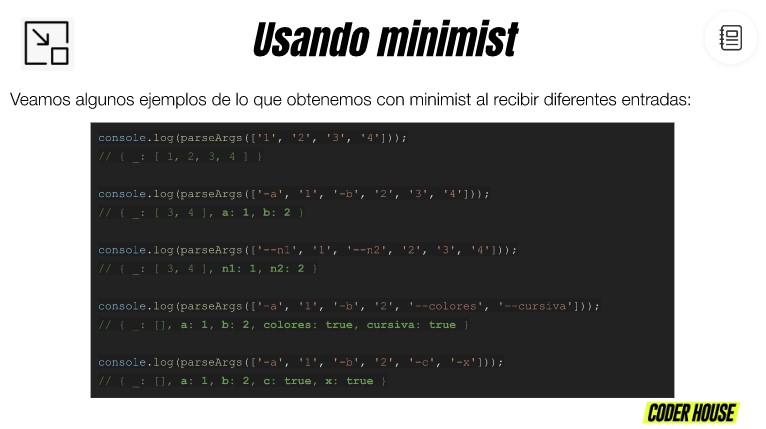 Usando minimist
Veamos algunos ejemplos de lo que obtenemos con minimist al recibir diferentes entradas:
console.log(parseArgs(['1', '2', '3', '4']));
// { _: [ 1, 2, 3, 4 ] }
console.log(parseArgs(['-a', '1', '-b', '2', '3', '4']));
// { _: [ 3, 4 ], a: 1, b: 2 }
console.log(parseArgs(['--n1', '1', '--n2', '2', '3', '4']));
// { _: [ 3, 4 ], n1: 1, n2: 2 }
console.log(parseArgs(['-a', '1', '-b', '2', '--colores', '--cursiva']));
// { _: [], a: 1, b: 2, colores: true, cursiva: true }
console.log(parseArgs(['-a', '1', '-b', '2', '-c', '-x']));
// { _: [], a: 1, b: 2, c: true, x: true }
CODER HOUSE